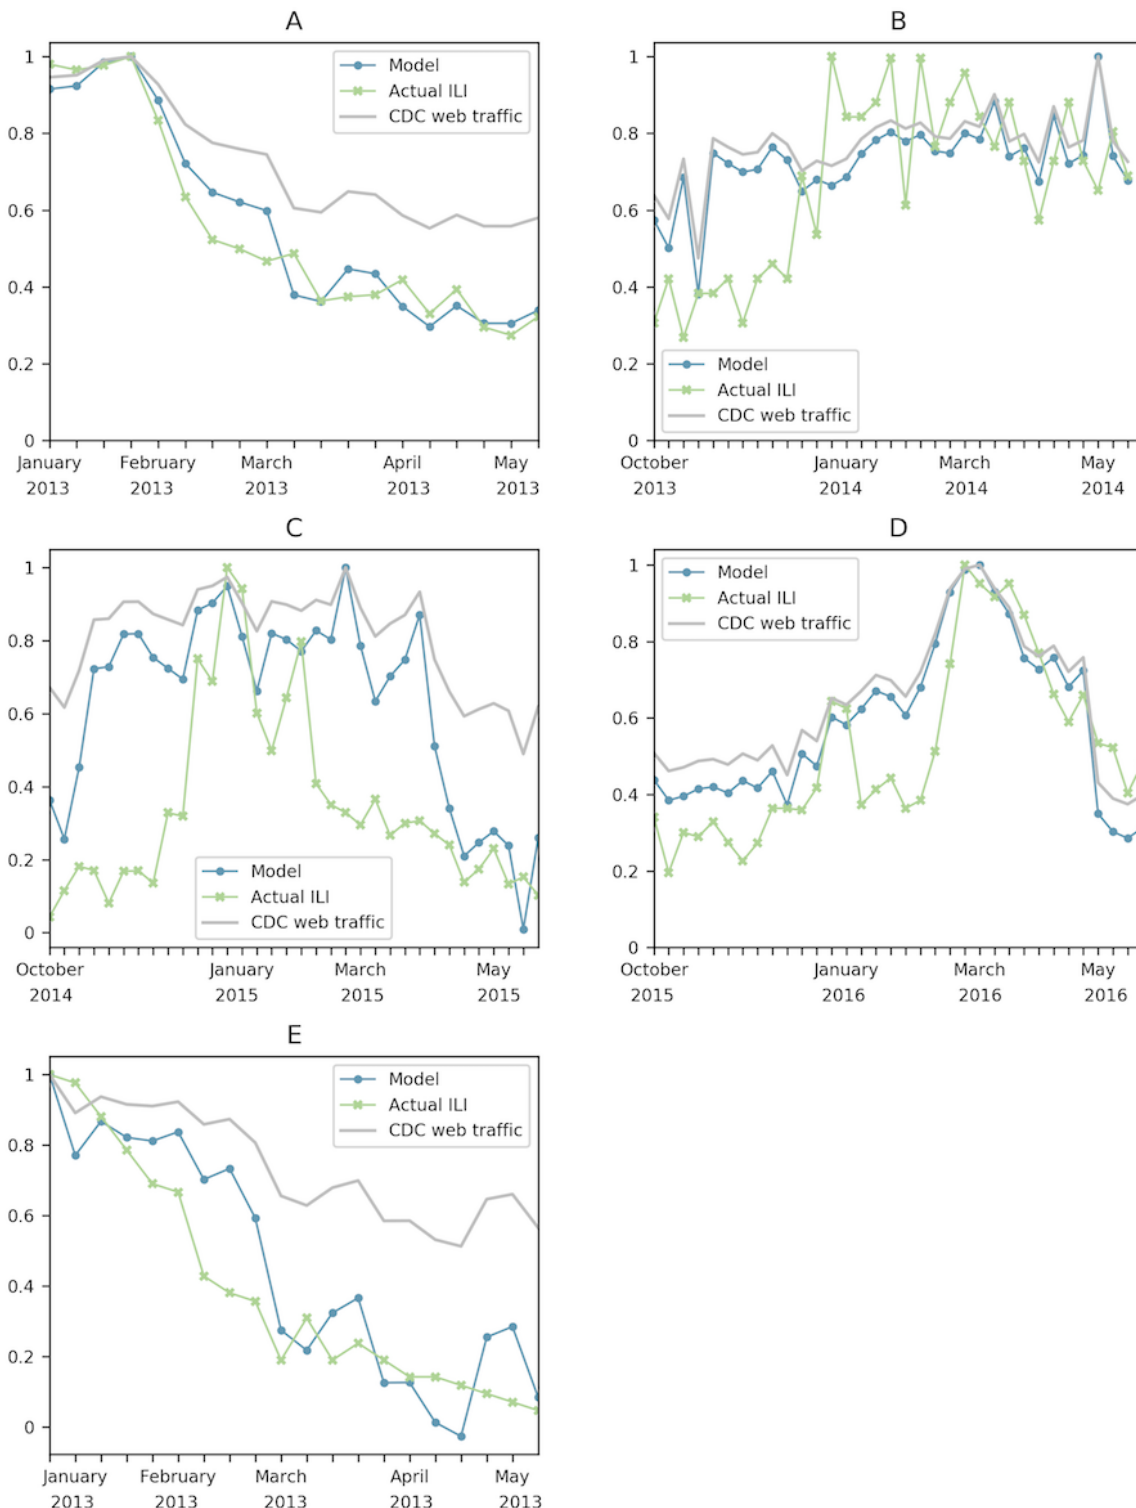 A
1
0.8
0.6
0.4
0.2
0
Model
Actual ILI
CDC web traffic
January 2013
February 2013
March 2013
April 2013
May 2013
B
1
0.8
0.6
0.4
0.2
0
Model
Actual ILI
CDC web traffic
October 2013
January 2014
March 2014
May 2014
C
1
0.8
0.6
0.4
0.2
0
Model
Actual ILI
CDC web traffic
October 2014
January 2015
March 2015
May 2015
D
1
0.8
0.6
0.4
0.2
0
Model
Actual ILI
CDC web traffic
October 2015
January 2016
March 2016
May 2016
E
1
0.8
0.6
0.4
0.2
0
Model
Actual ILI
CDC web traffic
January 2013
February 2013
March 2013
April 2013
May 2013